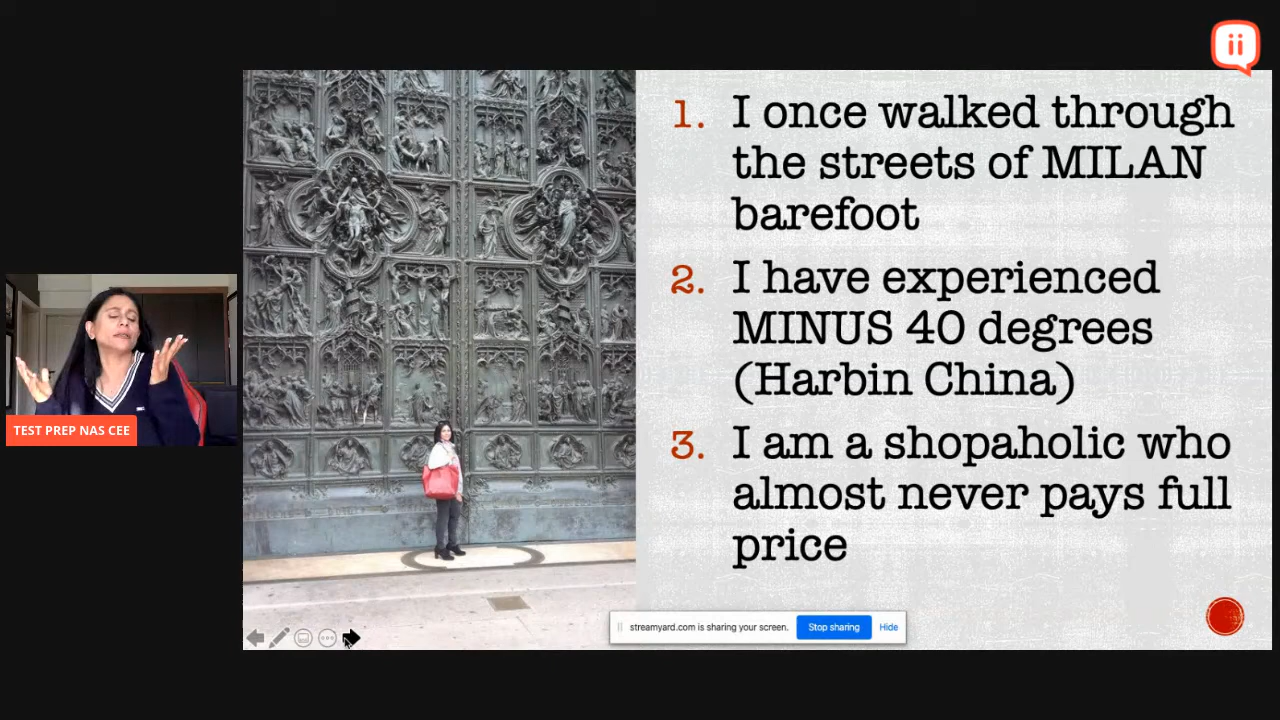 ii
1. I once walked through
the streets of MILAN
barefoot
2. I have experienced
MINUS 40 degrees
(Harbin China)
3. I am a shopaholic who
almost never pays full
price
TEST PREP NAS CEE
streamyard.com is sharing your screen. Stop sharing Hide